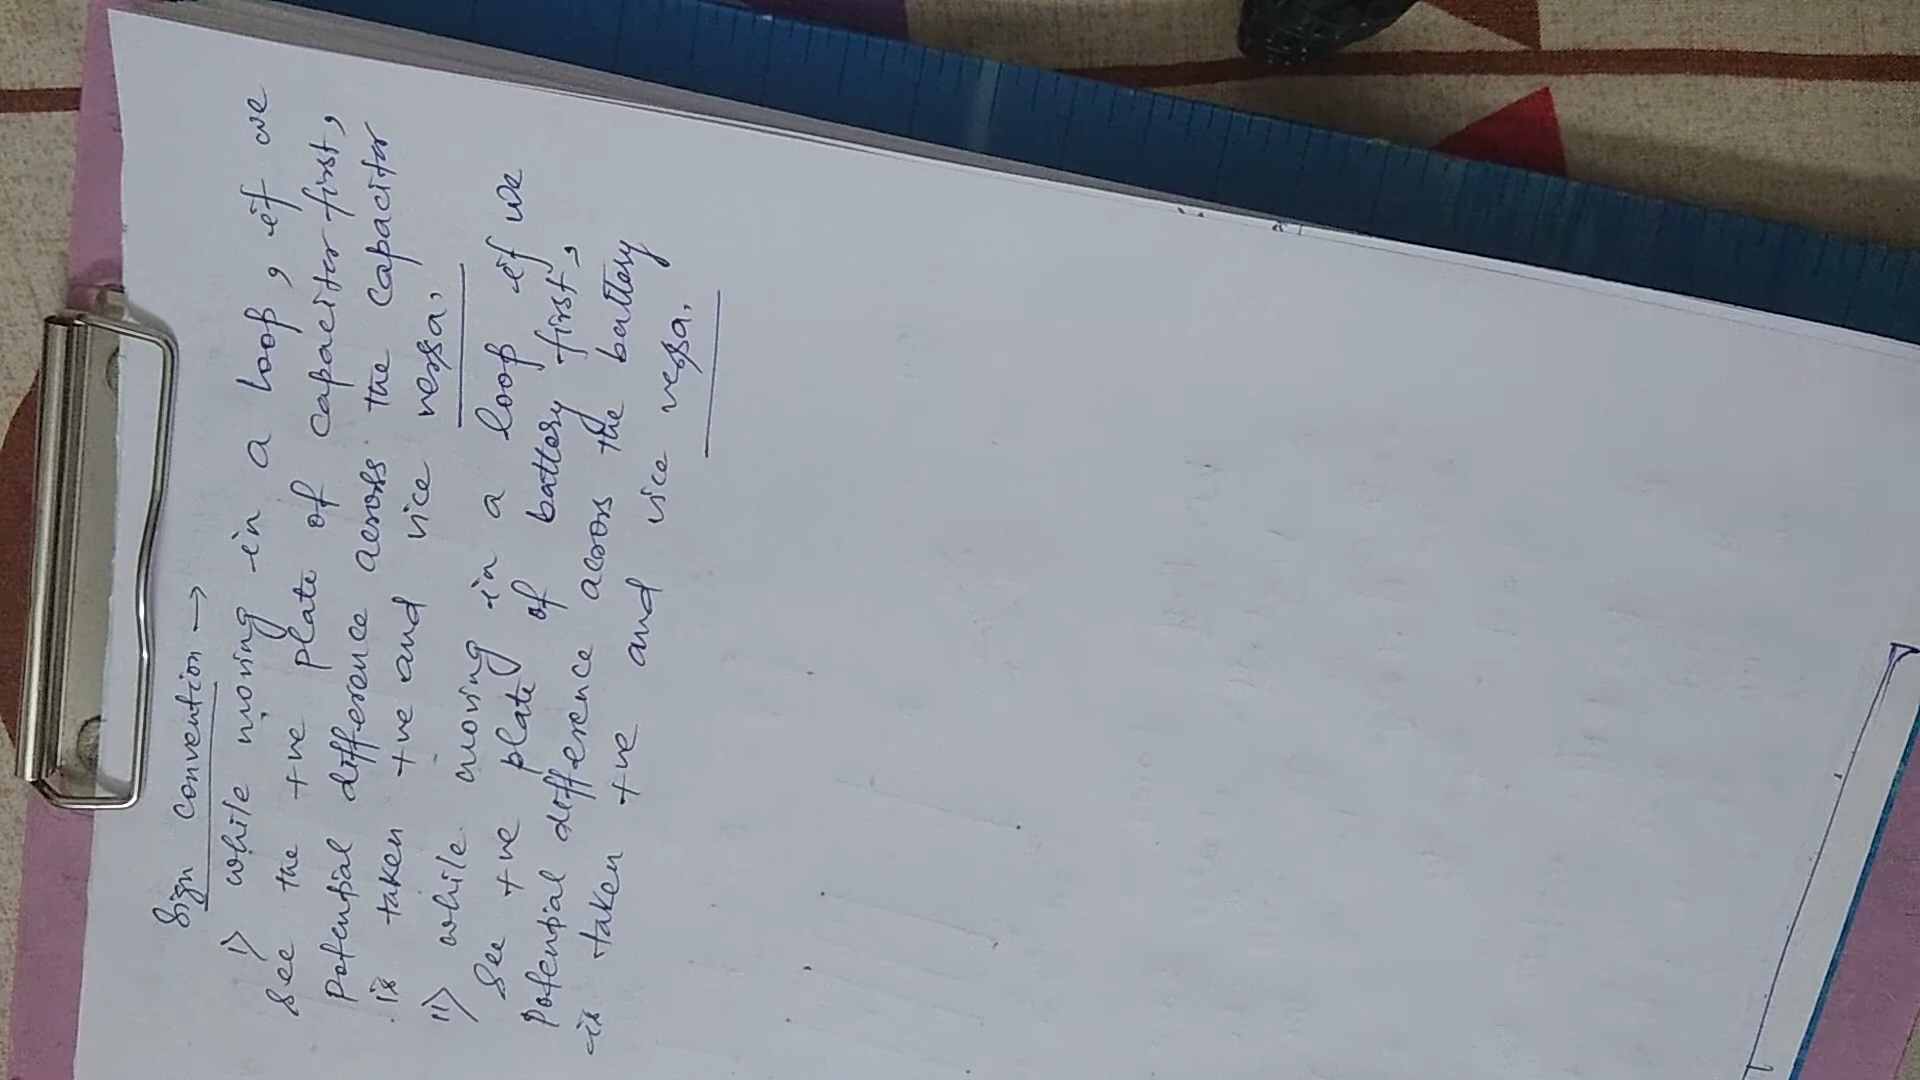 Sign convention →
i) while moving in a loop, if we
see the +ve plate of capacitor first,
potential difference across the capacitor
is taken +ve and vice versa.
ii) while moving in a loop if we
see +ve plate of battery first,
potential difference across the battery
is taken +ve and vice versa.